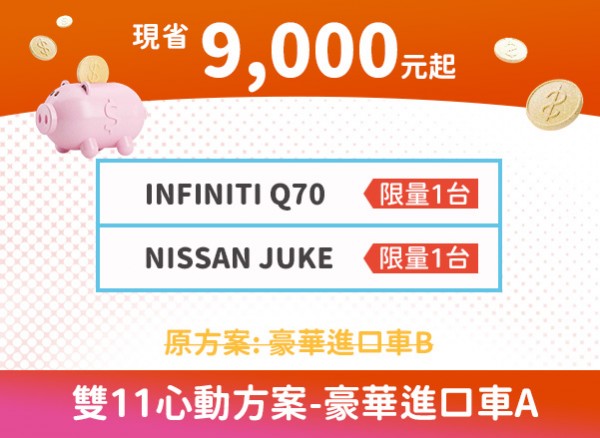 現省 9,000元起
INFINITI Q70 限量1台
NISSAN JUKE 限量1台
原方案: 豪華進口車B
雙11心動方案-豪華進口車A